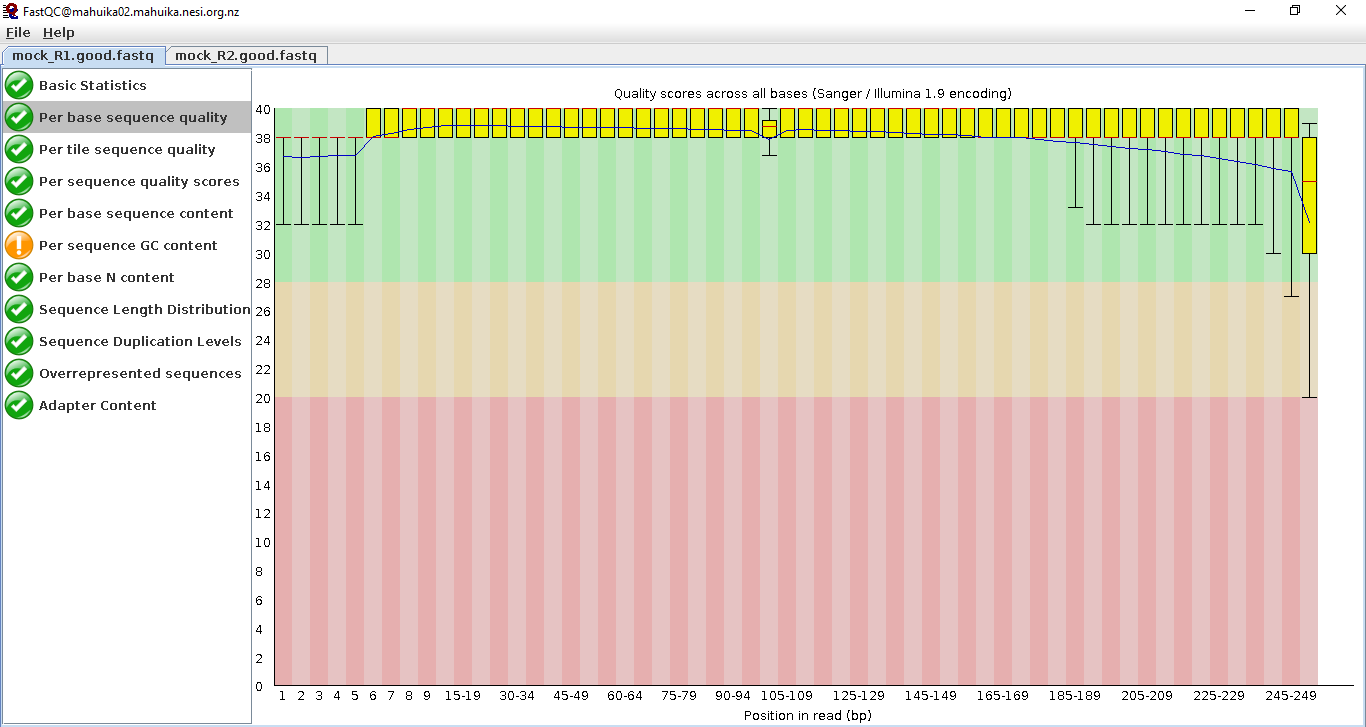 FastQC@mahuika02.mahuika.nesi.org.nz
File Help
mock_R1.good.fastq mock_R2.good.fastq
Basic Statistics
Per base sequence quality
Per tile sequence quality
Per sequence quality scores
Per base sequence content
Per sequence GC content
Per base N content
Sequence Length Distribution
Sequence Duplication Levels
Overrepresented sequences
Adapter Content
Quality scores across all bases (Sanger / Illumina 1.9 encoding)
40
38
36
34
32
30
28
26
24
22
20
18
16
14
12
10
8
6
4
2
0
1 2 3 4 5 6 7 8 9 15-19 30-34 45-49 60-64 75-79 90-94 105-109 125-129 145-149 165-169 185-189 205-209 225-229 245-249
Position in read (bp)